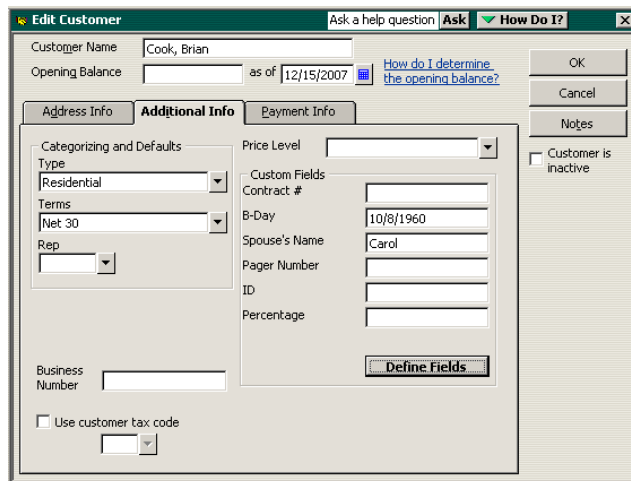 Edit Customer
Ask a help question Ask How Do I? X
Customer Name Cook, Brian
Opening Balance as of 12/15/2007 How do I determine
the opening balance?
OK
Cancel
Notes
Customer is
inactive
Address Info Additional Info Payment Info
Categorizing and Defaults
Type
Residential
Terms
Net 30
Rep
Business
Number
Use customer tax code
Price Level
Custom Fields
Contract #
B-Day 10/8/1960
Spouse's Name Carol
Pager Number
ID
Percentage
Define Fields